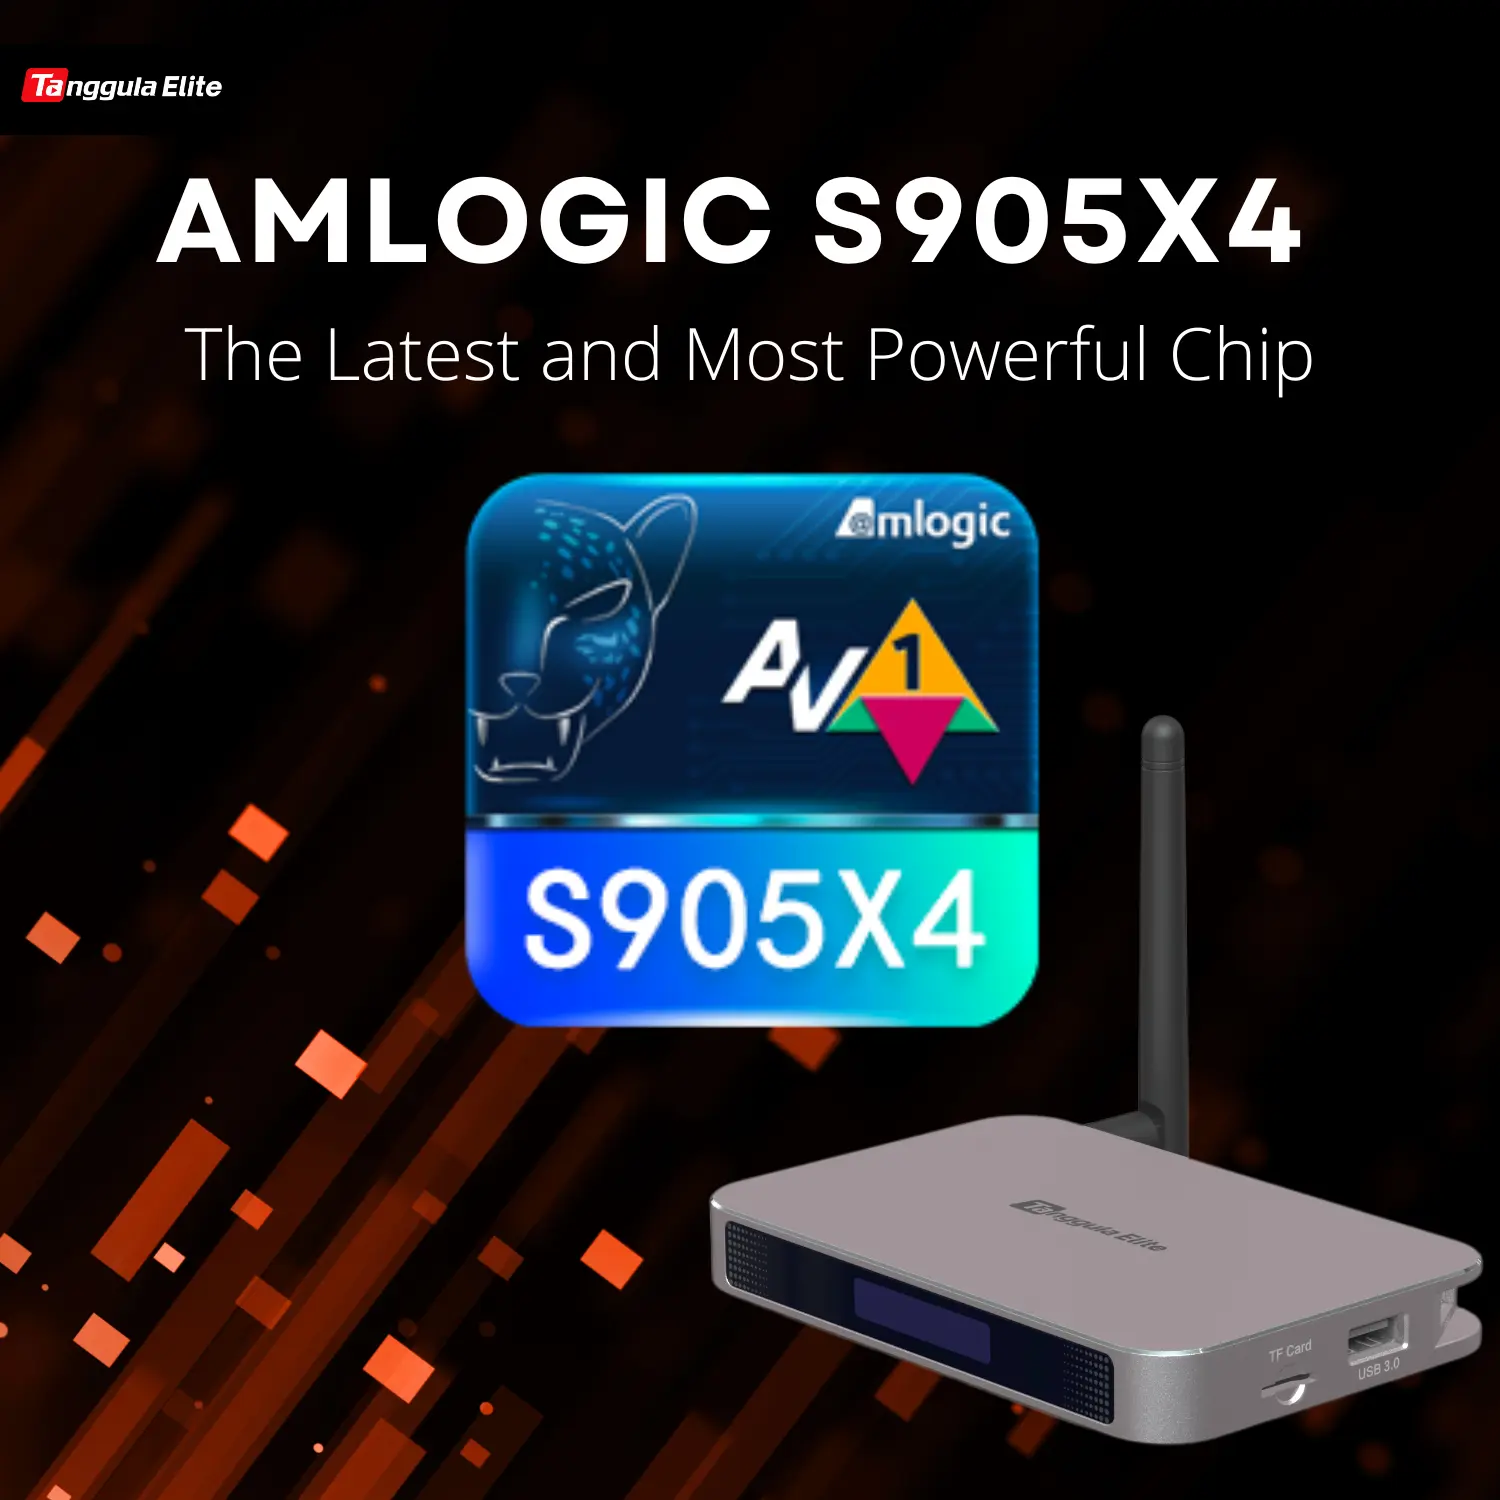 Tanggula Elite
AMLOGIC S905X4
The Latest and Most Powerful Chip
Amlogic
AV1
S905X4
Tanggula Elite
TF Card
USB 3.0